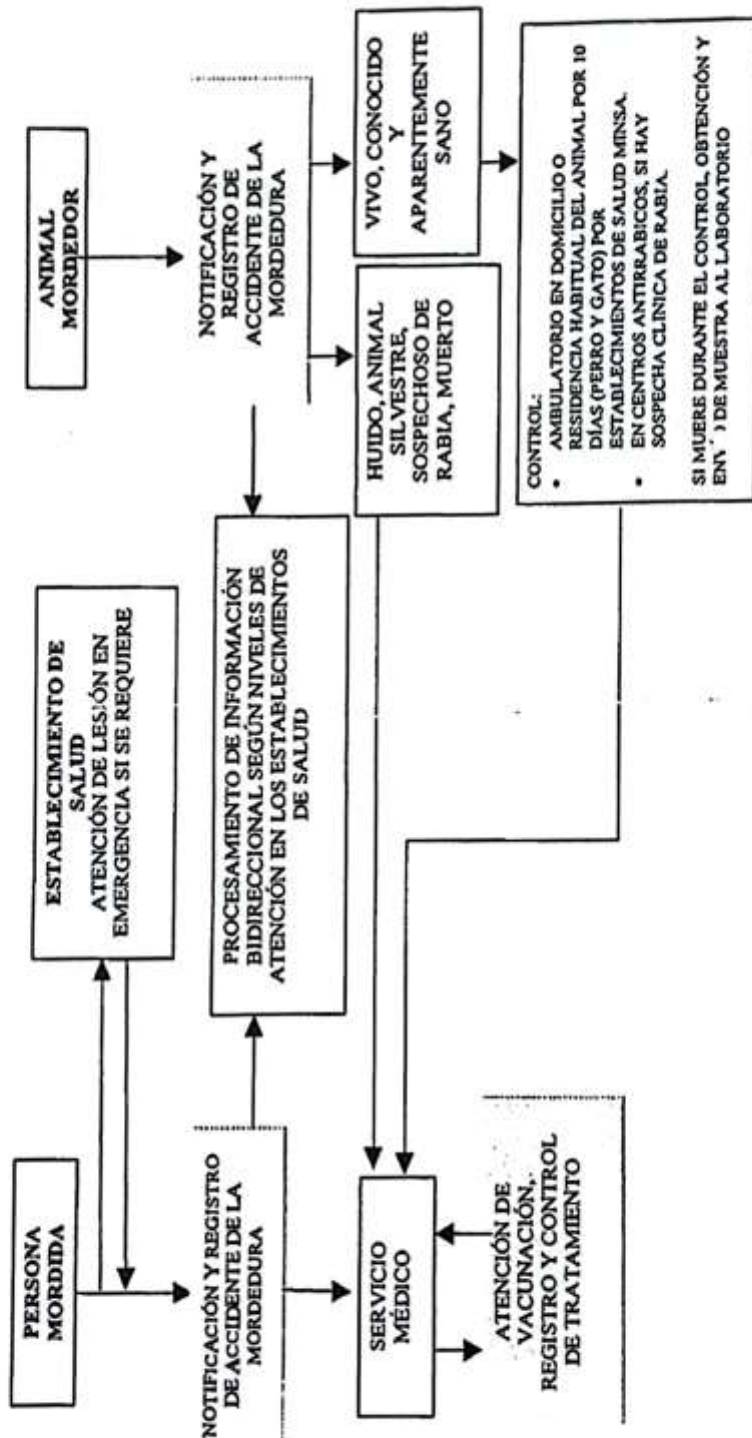 PERSONA
MORDIDA
ESTABLECIMIENTO DE
SALUD
ATENCIÓN DE LESIÓN EN
EMERGENCIA SI SE REQUIERE
ANIMAL
MORDEDOR
NOTIFICACIÓN Y REGISTRO
DE ACCIDENTE DE LA
MORDEDURA
PROCESAMIENTO DE INFORMACIÓN
BIDIRECCIONAL SEGÚN NIVELES DE
ATENCIÓN EN LOS ESTABLECIMIENTOS
DE SALUD
NOTIFICACIÓN Y
REGISTRO DE
ACCIDENTE DE LA
MORDEDURA
SERVICIO
MÉDICO
HUIDO, ANIMAL
SILVESTRE,
SOSPECHOSO DE
RABIA, MUERTO
VIVO, CONOCIDO
Y
APARENTEMENTE
SANO
ATENCIÓN DE
VACUNACIÓN,
REGISTRO Y CONTROL
DE TRATAMIENTO
CONTROL:
• AMBULATORIO EN DOMICILIO O
RESIDENCIA HABITUAL DEL ANIMAL POR 10
DÍAS (PERRO Y GATO) POR
ESTABLECIMIENTOS DE SALUD MINSA.
• EN CENTROS ANTIRRABICOS, SI HAY
SOSPECHA CLINICA DE RABÍA.
SI MUERE DURANTE EL CONTROL, OBTENCIÓN Y
DE MUESTRA AL LABORATORIO